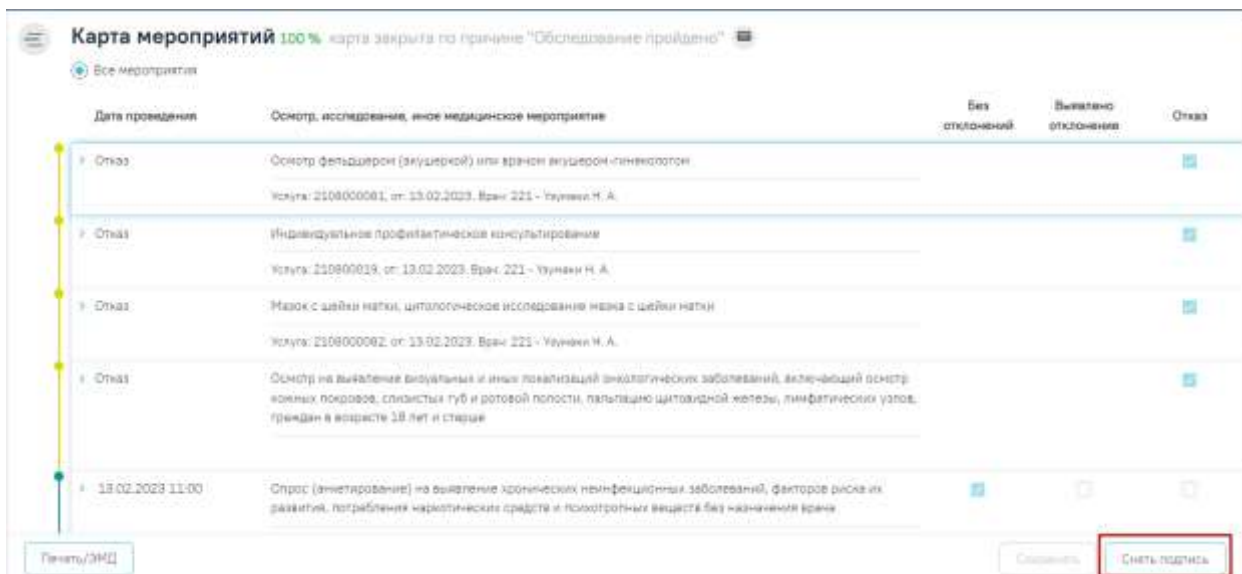 Карта мероприятий 100 % карта закрыта по причине "Обследование пройдено"
Все мероприятия
Дата проведения Осмотр, исследование, иное медицинское мероприятие Без отклонений Выявлено отклонение Отказ
Отказ Осмотр фельдшером (акушеркой) или врачом акушером-гинекологом
Услуга: 2108000081, от: 13.02.2023. Врач: 221 - Узумаки Н. А.
Отказ Индивидуальное профилактическое консультирование
Услуга: 210800019, от: 13.02.2023. Врач: 221 - Узумаки Н. А.
Отказ Мазок с шейки матки, цитологическое исследование мазка с шейки матки
Услуга: 2108000082, от: 13.02.2023. Врач: 221 - Узумаки Н. А.
Отказ Осмотр на выявление визуальных и иных локализаций онкологических заболеваний, включающий осмотр
кожных покровов, слизистых губ и ротовой полости, пальпацию щитовидной железы, лимфатических узлов,
граждан в возрасте 18 лет и старше
13.02.2023 11:00 Опрос (анкетирование) на выявление хронических неинфекционных заболеваний, факторов риска их
развития, потребления наркотических средств и психотропных веществ без назначения врача
Печать/ЭМД Сохранить Снять подпись